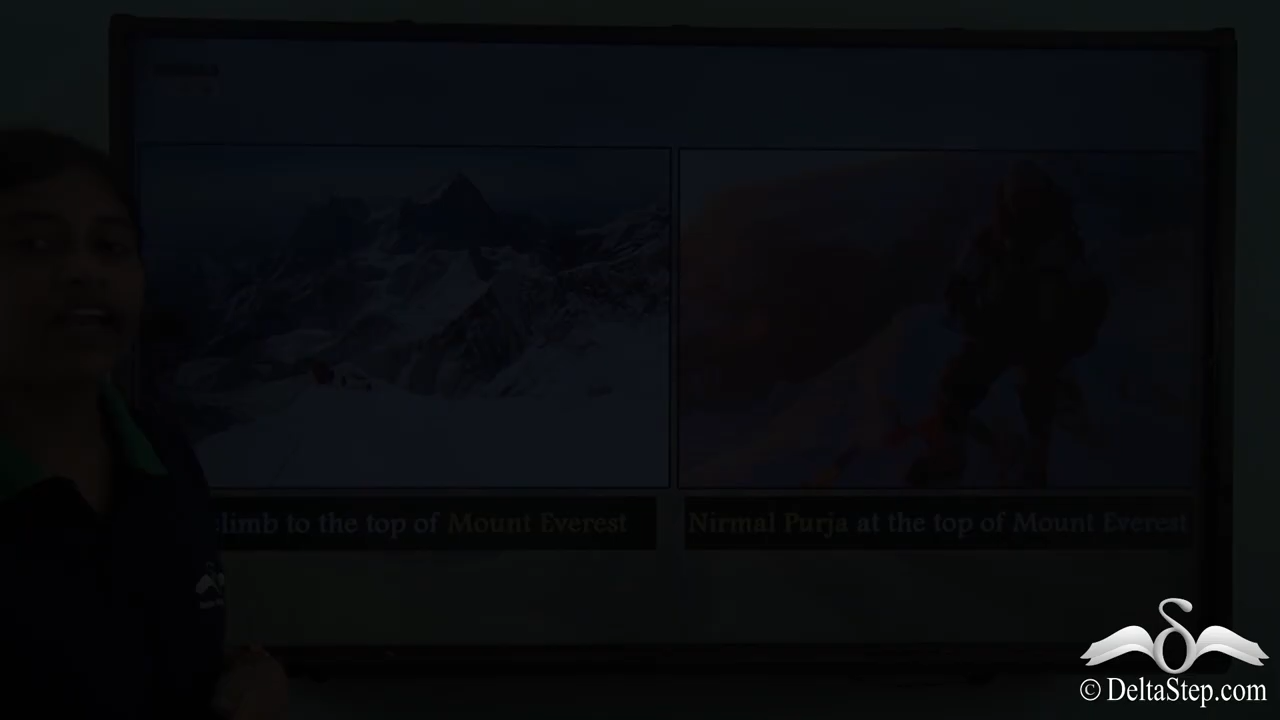 limb to the top of Mount Everest
Nirmal Purja at the top of Mount Everest
© DeltaStep.com